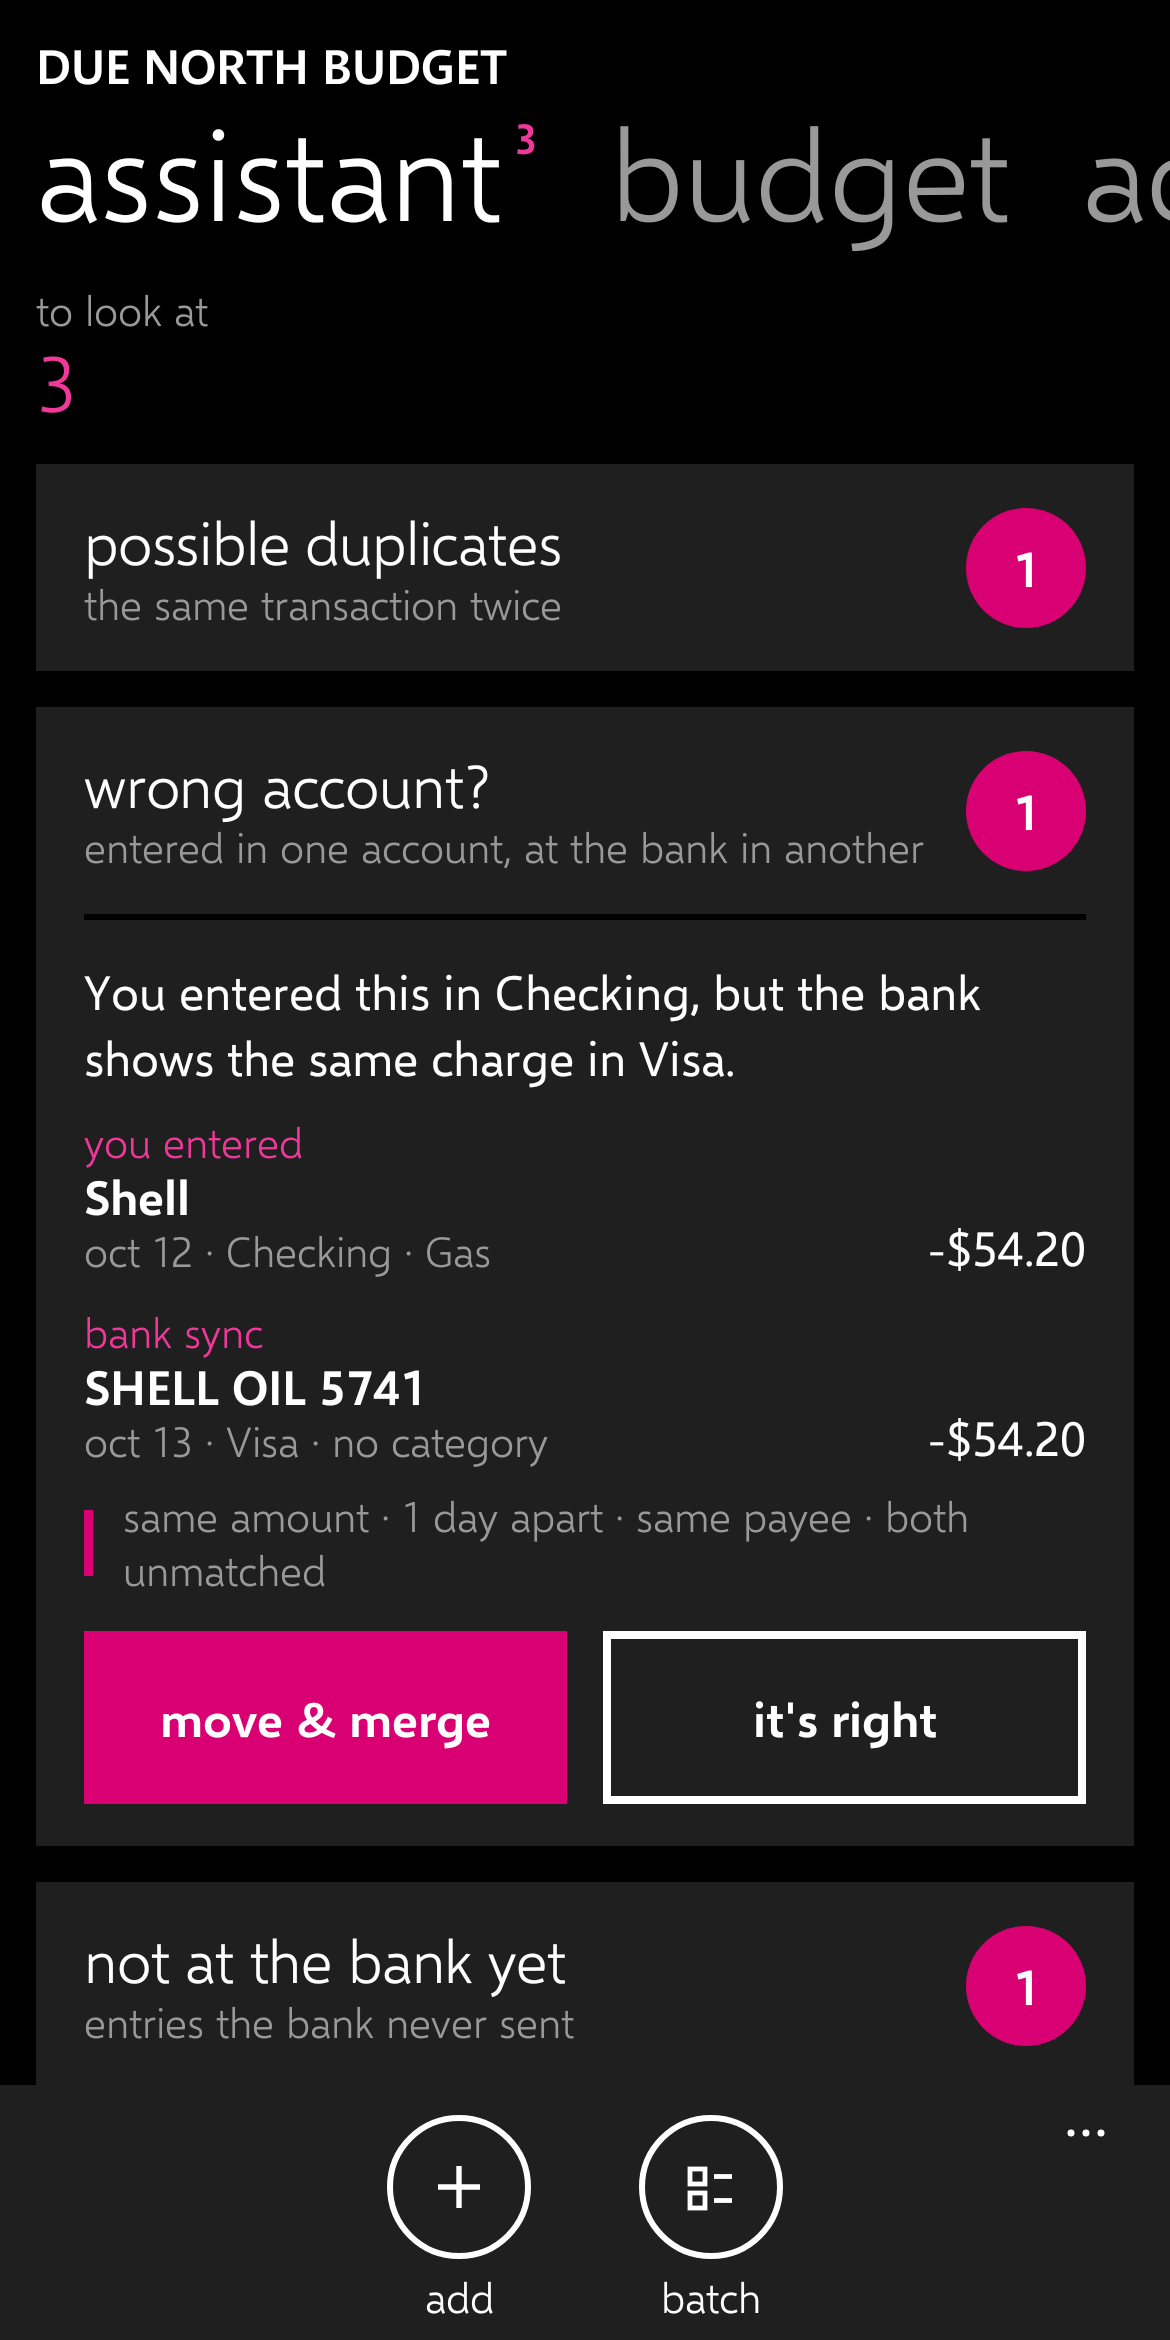 DUE NORTH BUDGET
assistant 3 budget ac
to look at
3
possible duplicates
the same transaction twice
1
wrong account?
entered in one account, at the bank in another
1
You entered this in Checking, but the bank
shows the same charge in Visa.
you entered
Shell
oct 12 · Checking · Gas
-$54.20
bank sync
SHELL OIL 5741
oct 13 · Visa · no category
-$54.20
same amount · 1 day apart · same payee · both
unmatched
move & merge
it's right
not at the bank yet
entries the bank never sent
1
add
batch